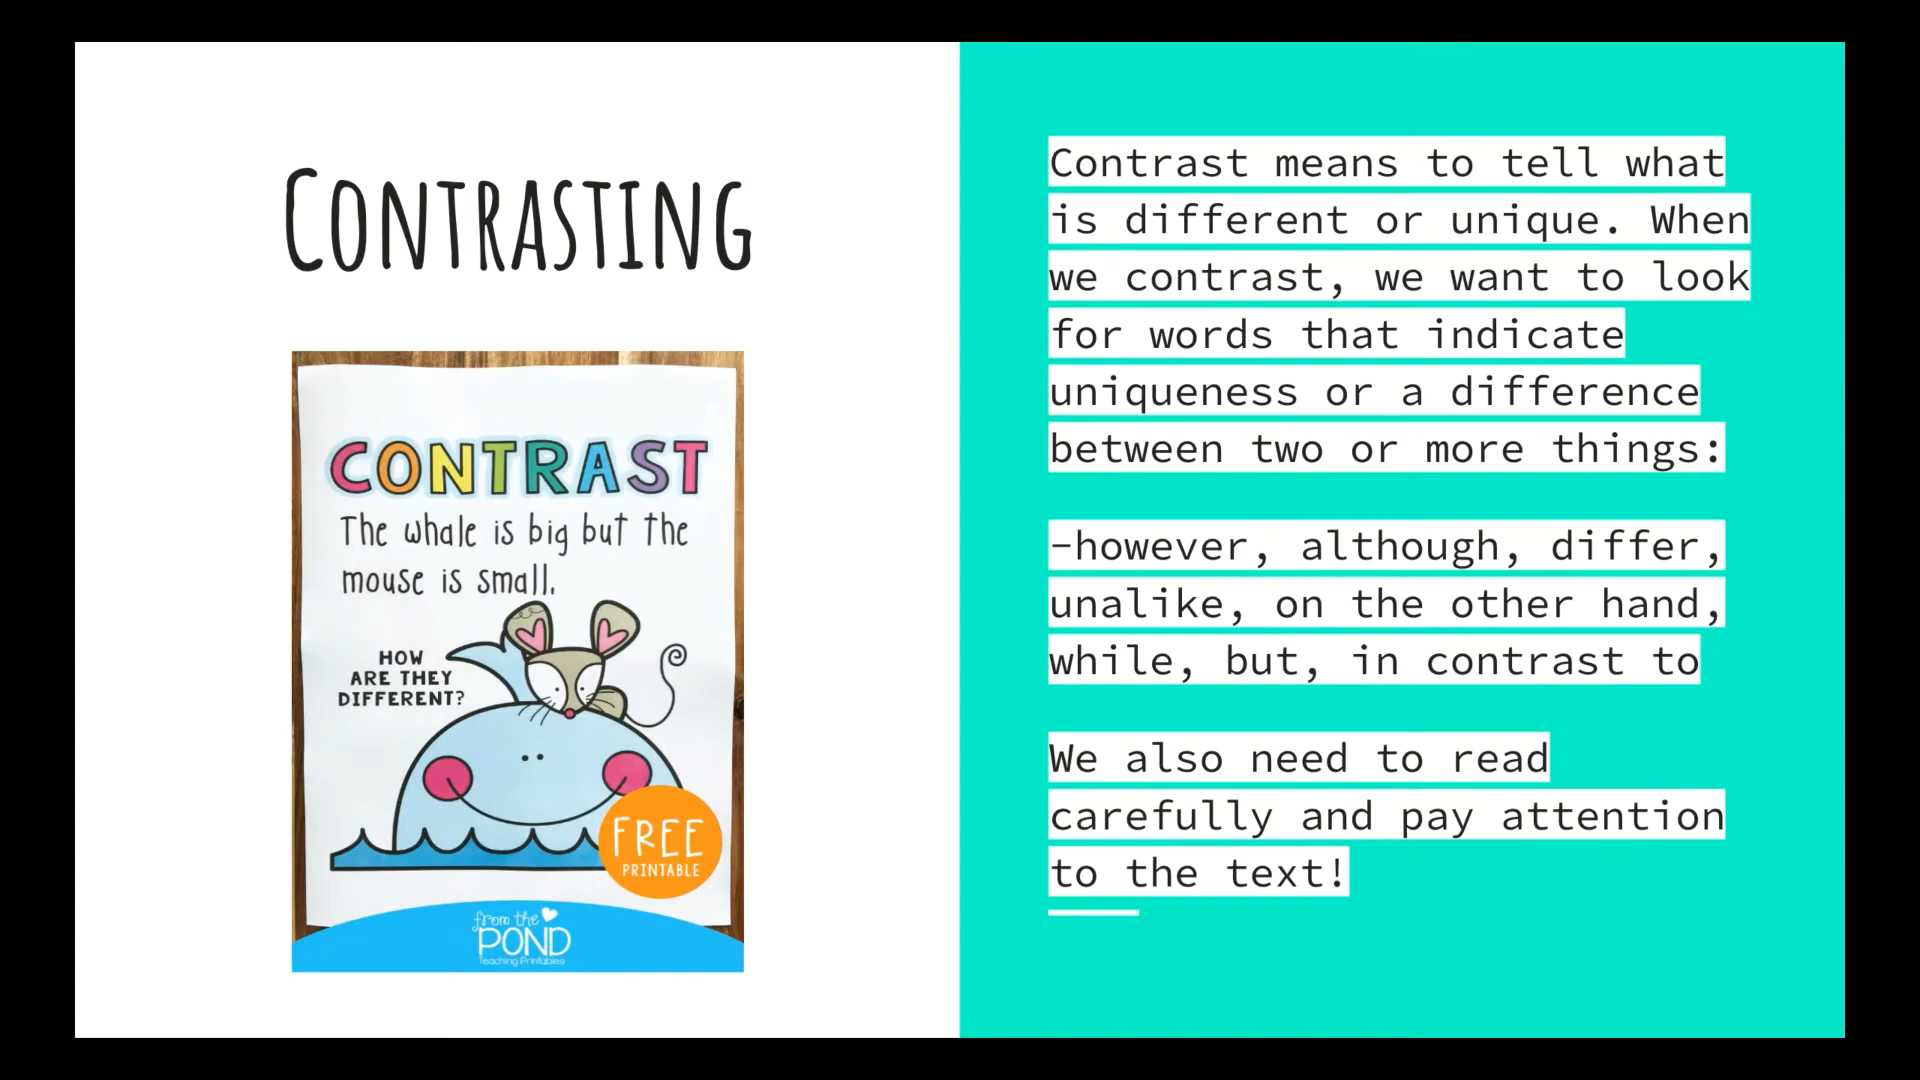 CONTRASTING
CONTRAST
The whale is big but the
mouse is small.
HOW
ARE THEY
DIFFERENT?
FREE
PRINTABLE
from the
POND
Teaching Printables
Contrast means to tell what
is different or unique. When
we contrast, we want to look
for words that indicate
uniqueness or a difference
between two or more things:
-however, although, differ,
unalike, on the other hand,
while, but, in contrast to
We also need to read
carefully and pay attention
to the text!